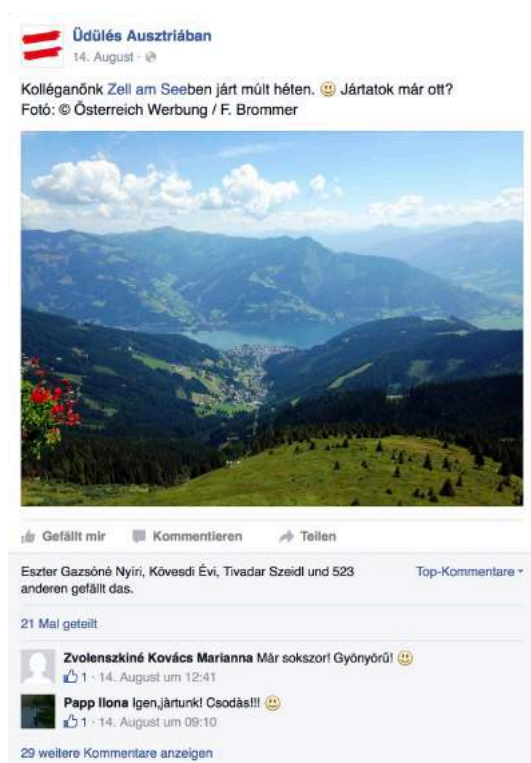 Üdülés Ausztriában
14. August
Kolléganőnk Zell am Seeben járt múlt héten. Jártatok már ott?
Fotó: © Österreich Werbung / F. Brommer
Gefällt mir Kommentieren Teilen
Eszter Gazsóné Nyiri, Kövesdi Évi, Tivadar Szeidl und 523 Top-Kommentare
anderen gefällt das.
21 Mal geteilt
Zvolenszkiné Kovács Marianna Már sokszor! Gyönyörű!
1 · 14. August um 12:41
Papp Ilona Igen,jàrtunk! Csodàs!!!
1 · 14. August um 09:10
29 weitere Kommentare anzeigen